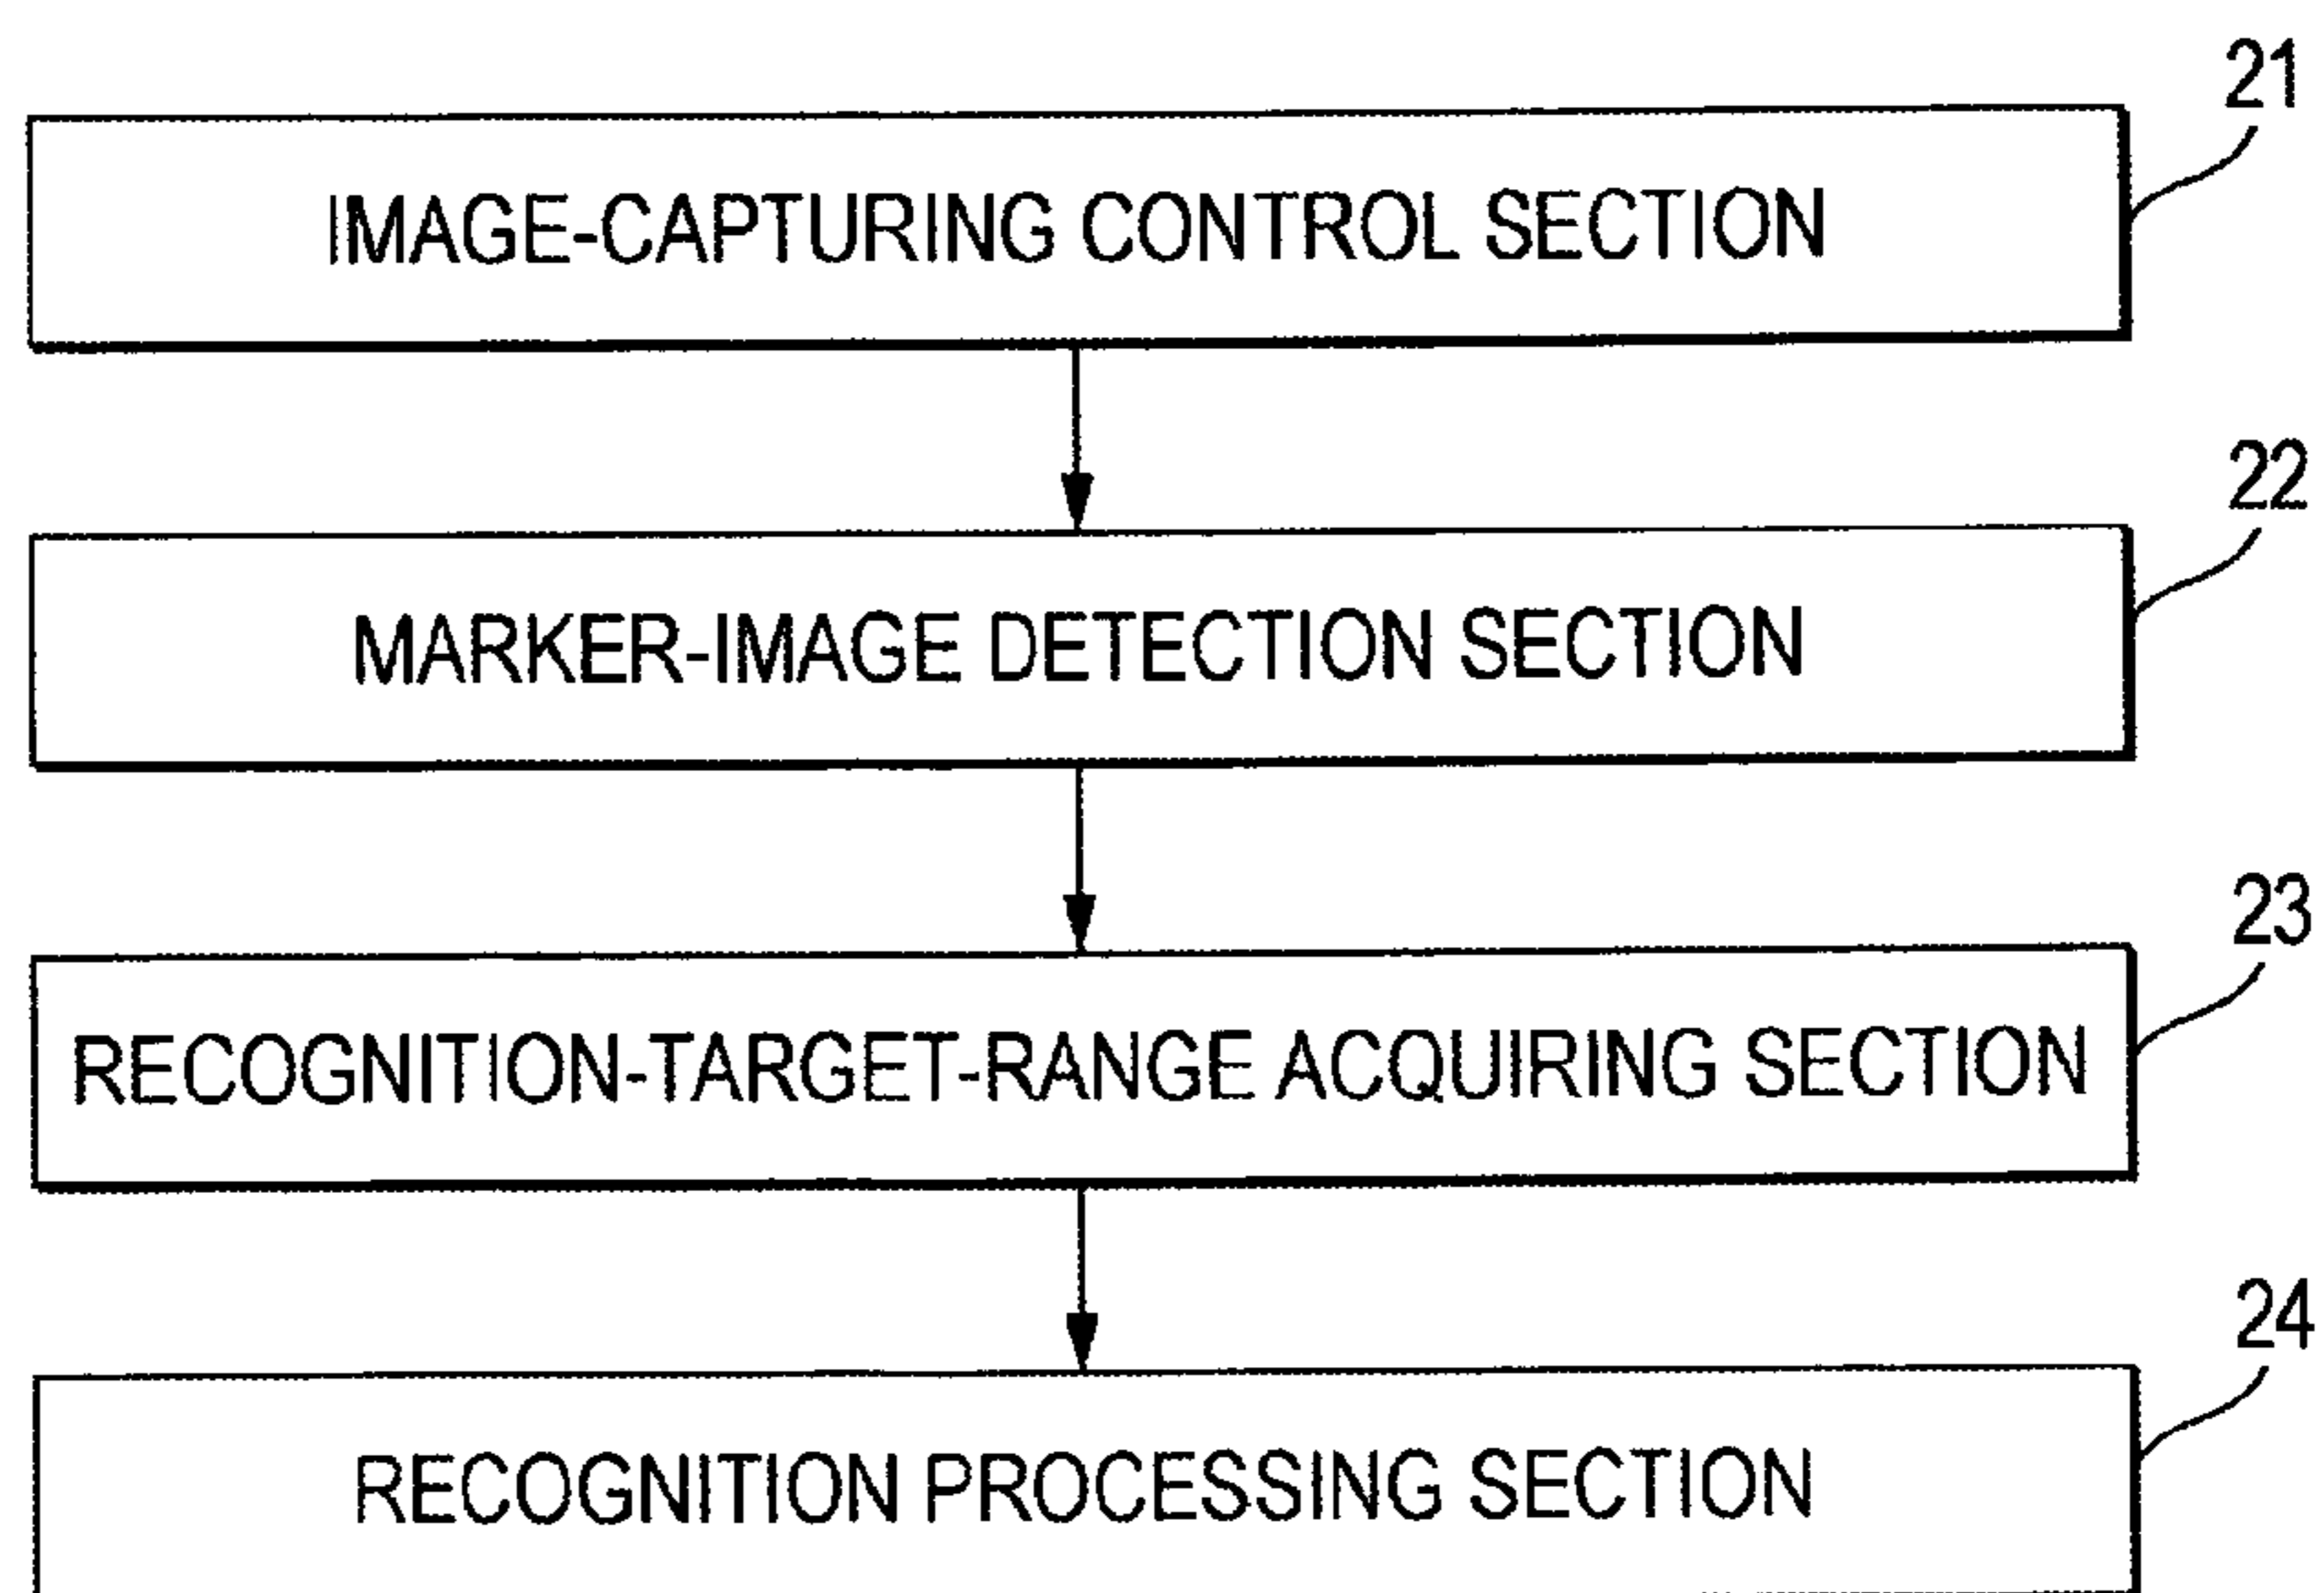 21
IMAGE-CAPTURING CONTROL SECTION
22
MARKER-IMAGE DETECTION SECTION
23
RECOGNITION-TARGET-RANGE ACQUIRING SECTION
24
RECOGNITION PROCESSING SECTION